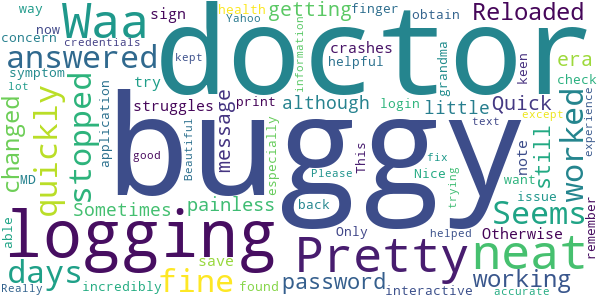 Waa
sign
way
now
Yahoo
health
getting
finger
obtain
Reloaded
concern
credentials
answered
doctor
kept
information
crashes
helpful
grandma
keen
era
symptom
try
check
lot
changed
quickly
stopped
application
struggles
print
message
although
login
little
Quick
except
worked
experience
buggy
text
MD
good
Beautiful
especially
Please
This
fix
Nice
trying
note
still
want
issue
Sometimes
painless
back
Only
helped
Seems
able
logging
Pretty
neat
Otherwise
remember
days
fine
save
password
working
Really
incredibly
found
interactive
accurate